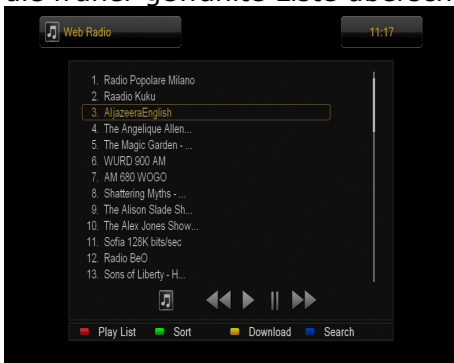 Web Radio
11:17
1. Radio Popolare Milano
2. Raadio Kuku
3. AljazeeraEnglish
4. The Angelique Allen...
5. The Magic Garden - ...
6. WURD 900 AM
7. AM 680 WOGO
8. Shattering Myths - ...
9. The Alison Slade Sh...
10. The Alex Jones Show...
11. Sofia 128K bits/sec
12. Radio BeO
13. Sons of Liberty - H...
Play List Sort Download Search